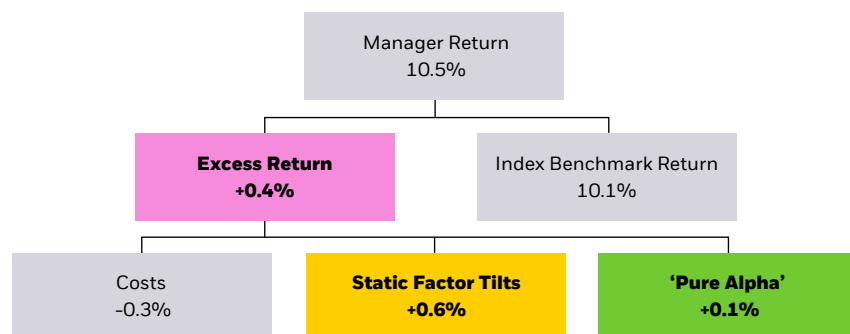 Manager Return
10.5%
Excess Return
+0.4%
Index Benchmark Return
10.1%
Costs
-0.3%
Static Factor Tilts
+0.6%
‘Pure Alpha’
+0.1%